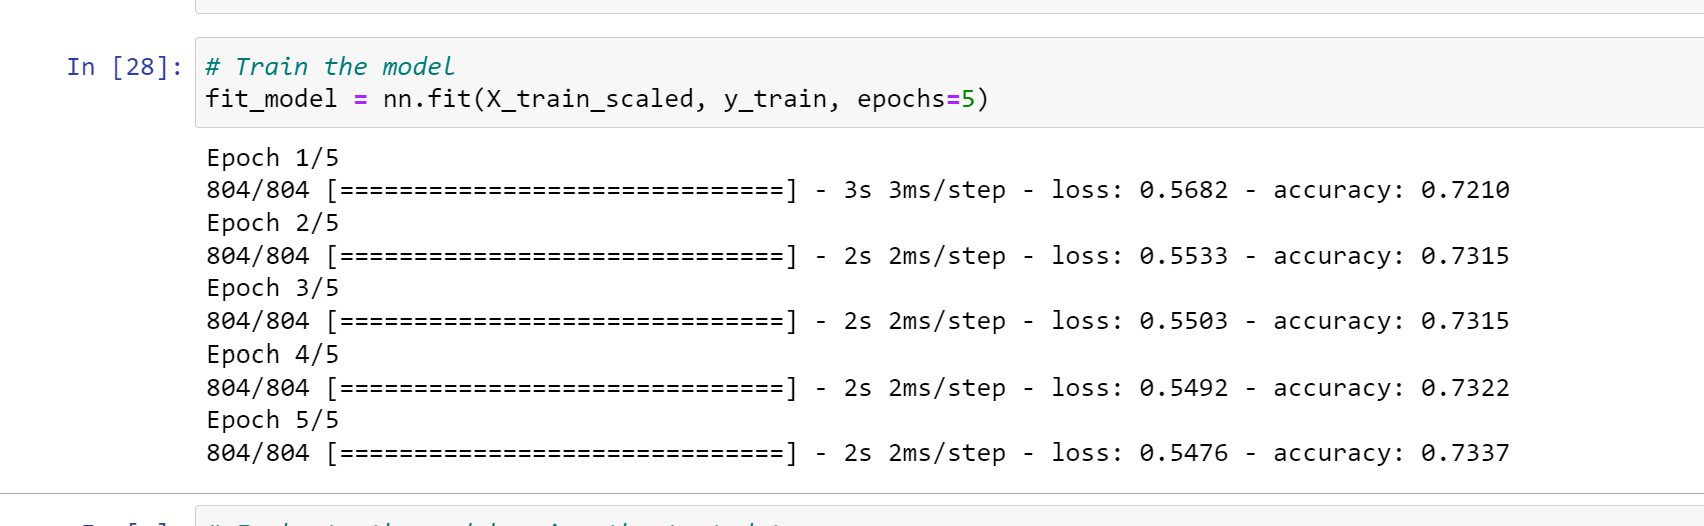 In [28]: # Train the model
fit_model = nn.fit(X_train_scaled, y_train, epochs=5)
Epoch 1/5
804/804 [==============================] - 3s 3ms/step - loss: 0.5682 - accuracy: 0.7210
Epoch 2/5
804/804 [==============================] - 2s 2ms/step - loss: 0.5533 - accuracy: 0.7315
Epoch 3/5
804/804 [==============================] - 2s 2ms/step - loss: 0.5503 - accuracy: 0.7315
Epoch 4/5
804/804 [==============================] - 2s 2ms/step - loss: 0.5492 - accuracy: 0.7322
Epoch 5/5
804/804 [==============================] - 2s 2ms/step - loss: 0.5476 - accuracy: 0.7337